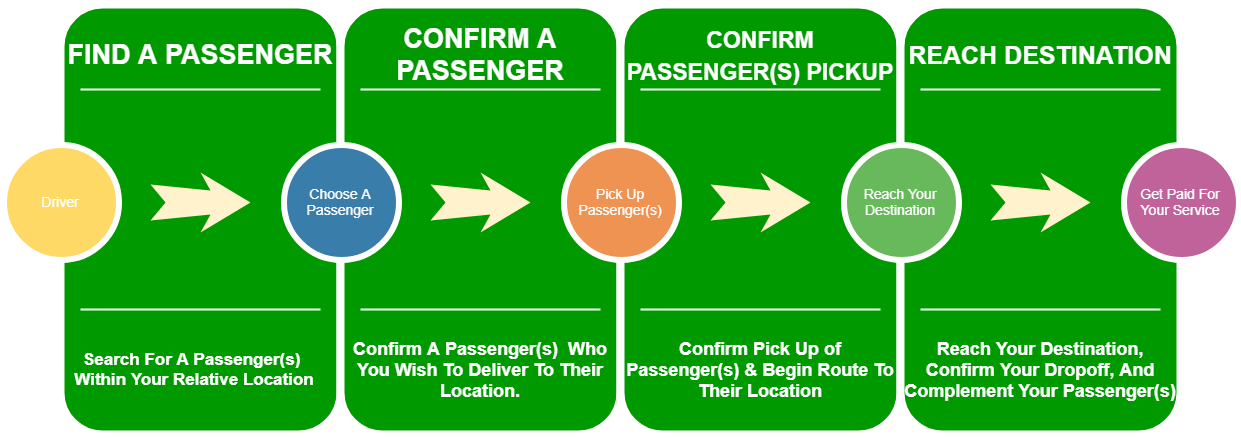 FIND A PASSENGER
CONFIRM A
PASSENGER
CONFIRM
PASSENGER(S) PICKUP
REACH DESTINATION
Driver
Choose A
Passenger
Pick Up
Passenger(s)
Reach Your
Destination
Get Paid For
Your Service
Search For A Passenger(s)
Within Your Relative Location
Confirm A Passenger(s)  Who
You Wish To Deliver To Their
Location.
Confirm Pick Up of
Passenger(s) & Begin Route To
Their Location
Reach Your Destination,
Confirm Your Dropoff, And
Complement Your Passenger(s)